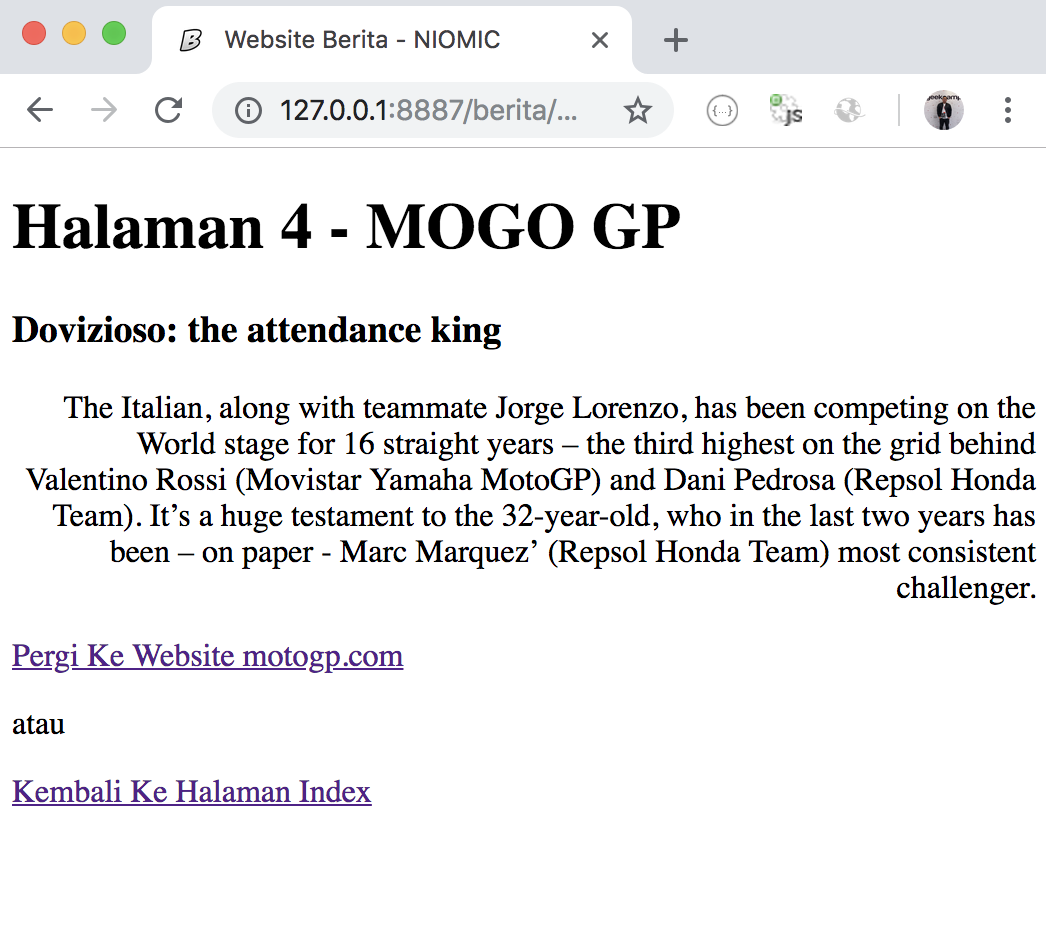 Website Berita - NIOMIC
127.0.0.1:8887/berita/...
{...}
JS
Halaman 4 - MOGO GP
Dovizioso: the attendance king
The Italian, along with teammate Jorge Lorenzo, has been competing on the
World stage for 16 straight years – the third highest on the grid behind
Valentino Rossi (Movistar Yamaha MotoGP) and Dani Pedrosa (Repsol Honda
Team). It’s a huge testament to the 32-year-old, who in the last two years has
been – on paper - Marc Marquez’ (Repsol Honda Team) most consistent
challenger.
Pergi Ke Website motogp.com
atau
Kembali Ke Halaman Index